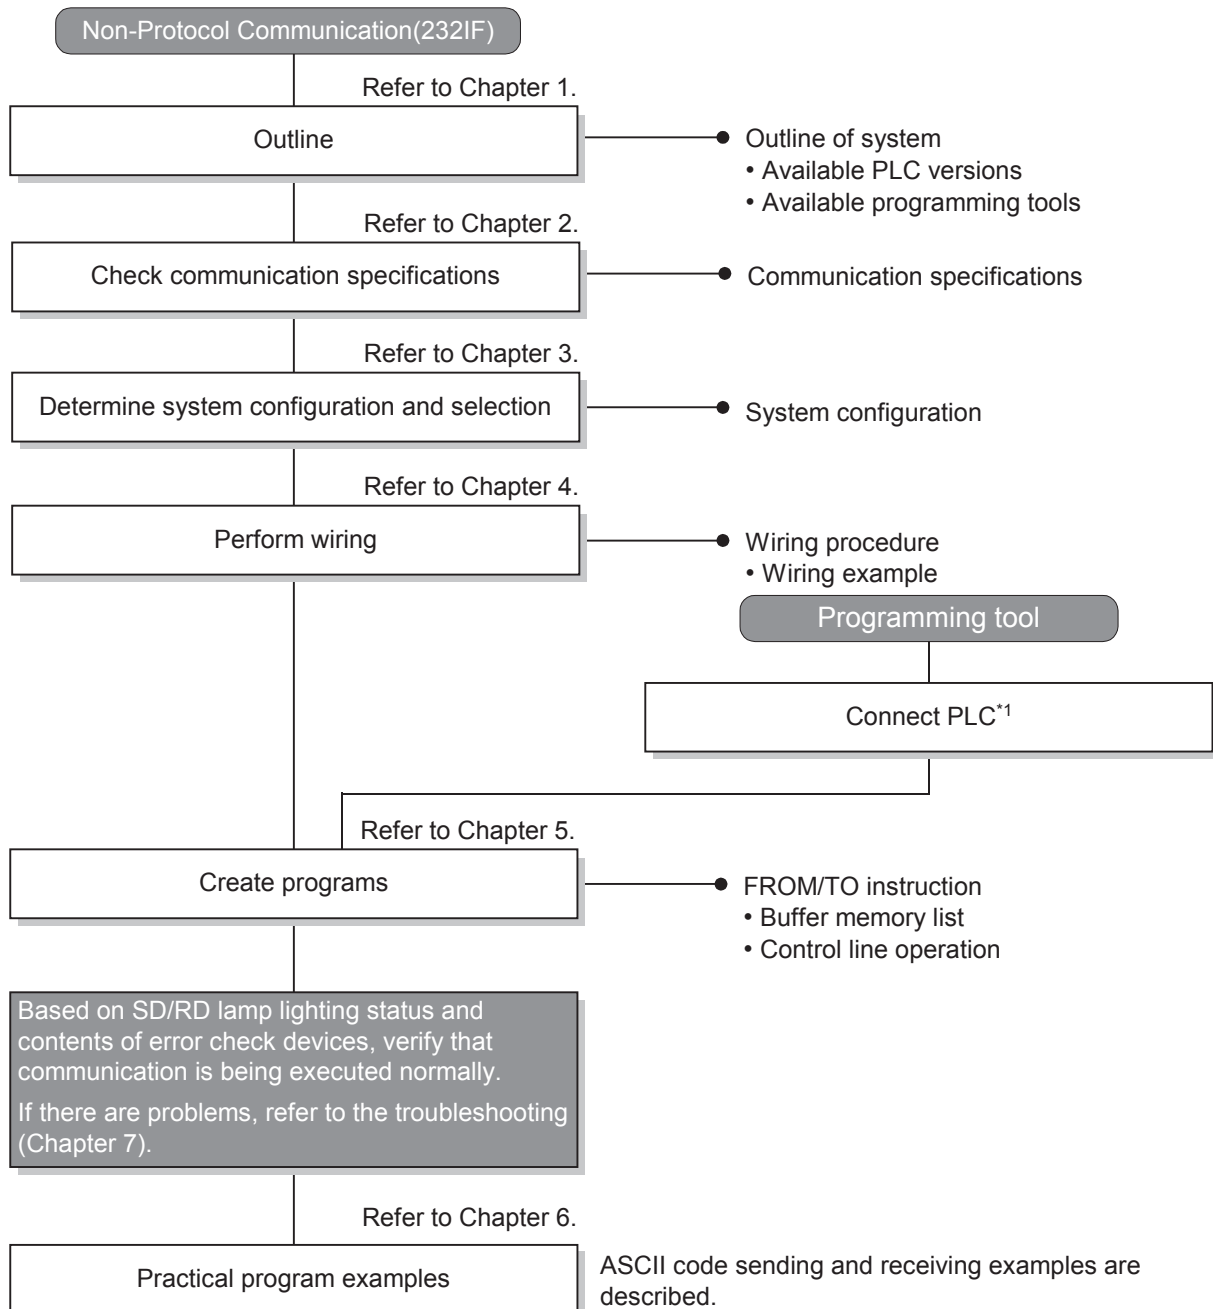 Non-Protocol Communication(232IF)
Refer to Chapter 1.
Outline
Outline of system
• Available PLC versions
• Available programming tools
Refer to Chapter 2.
Check communication specifications
Communication specifications
Refer to Chapter 3.
Determine system configuration and selection
System configuration
Refer to Chapter 4.
Perform wiring
Wiring procedure
• Wiring example
Programming tool
Connect PLC*1
Refer to Chapter 5.
Create programs
FROM/TO instruction
• Buffer memory list
• Control line operation
Based on SD/RD lamp lighting status and
contents of error check devices, verify that
communication is being executed normally.
If there are problems, refer to the troubleshooting
(Chapter 7).
Refer to Chapter 6.
Practical program examples
ASCII code sending and receiving examples are
described.